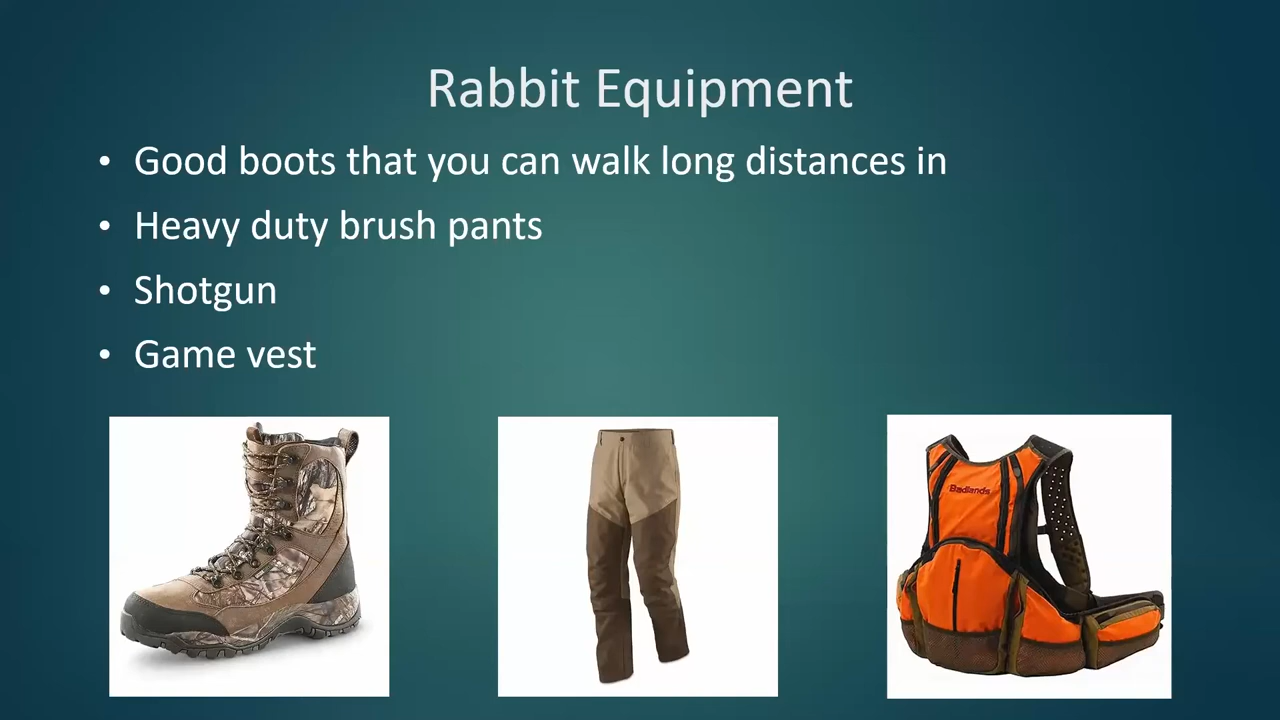 Rabbit Equipment
• Good boots that you can walk long distances in
• Heavy duty brush pants
• Shotgun
• Game vest
Badlands